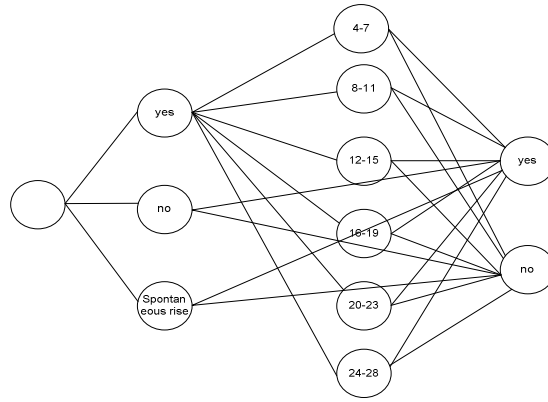 4-7
8-11
yes
12-15
yes
no
16-19
no
Spontan
eous rise
20-23
24-28